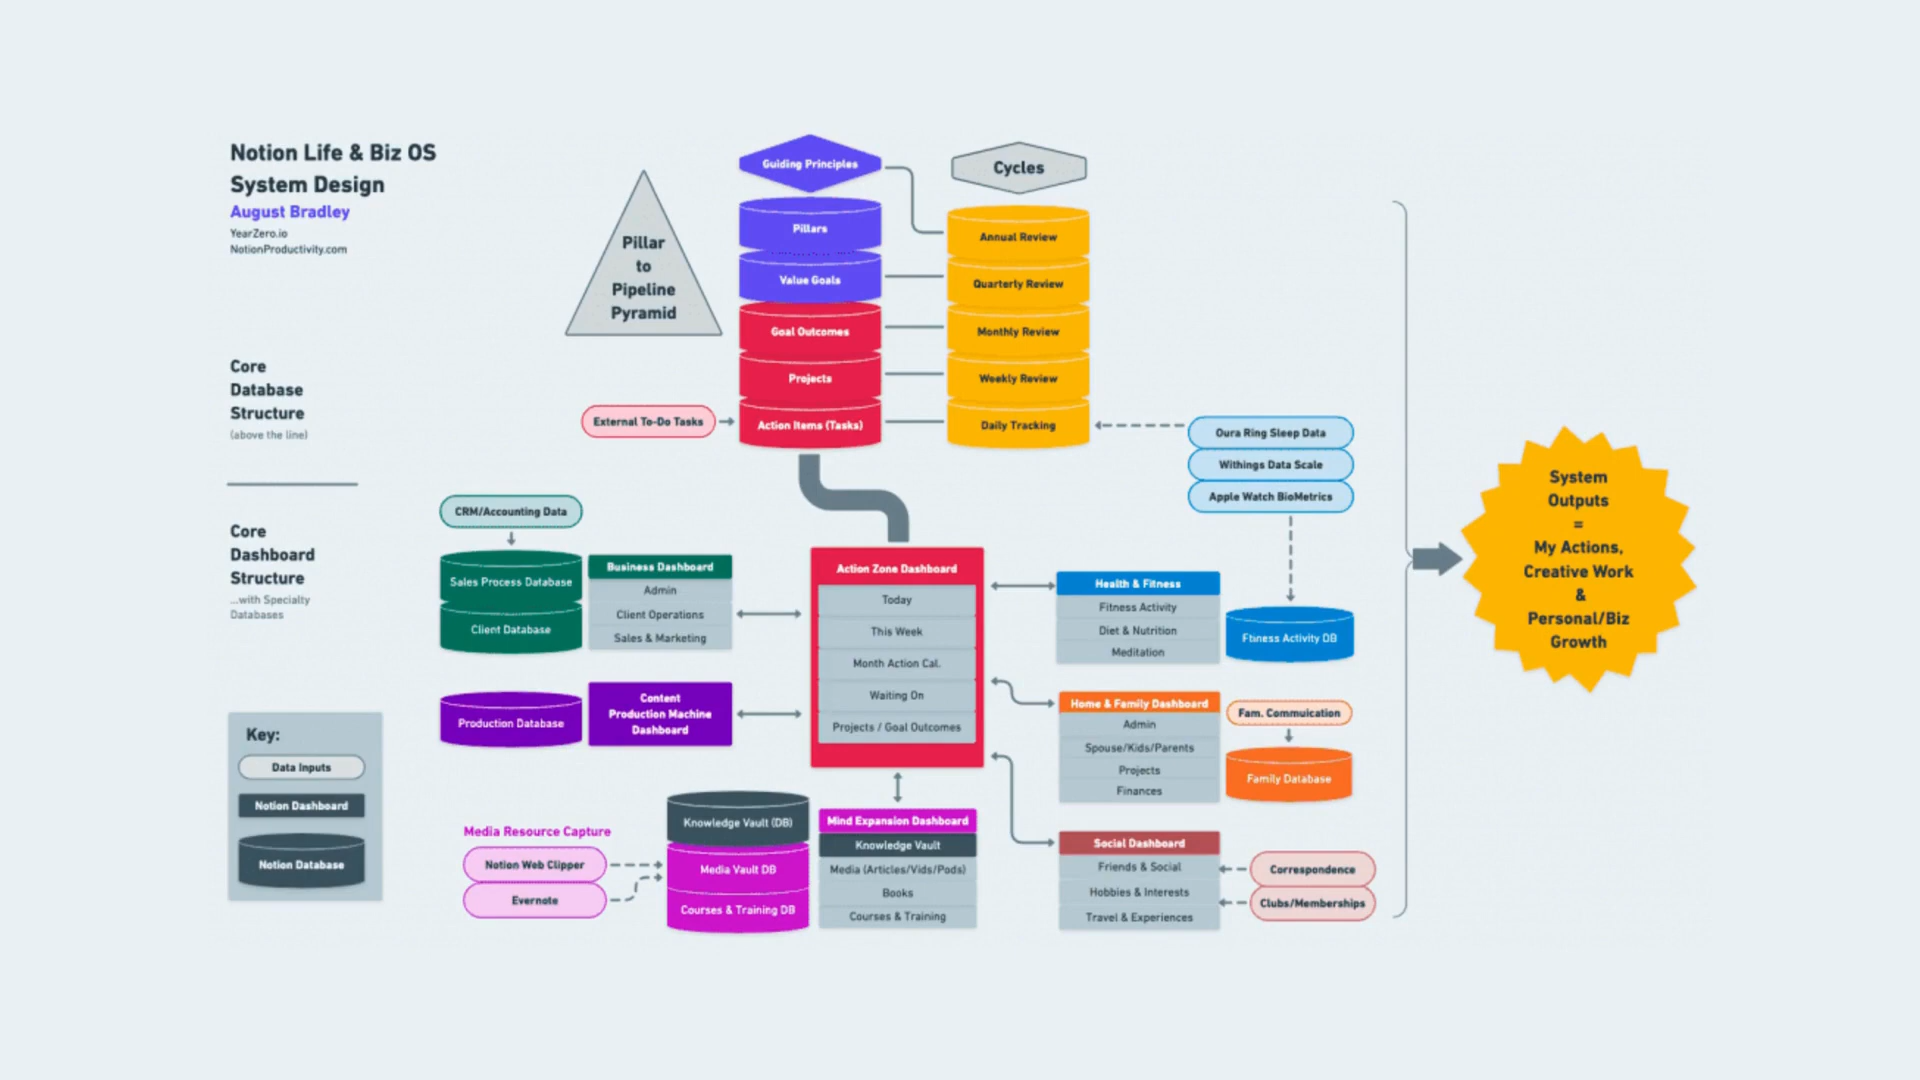 Notion Life & Biz OS
System Design
August Bradley
YearZero.io
NotionProductivity.com
Pillar
to
Pipeline
Pyramid
Guiding Principles
Pillars
Value Goals
Goal Outcomes
Projects
Action Items (Tasks)
Cycles
Annual Review
Quarterly Review
Monthly Review
Weekly Review
Daily Tracking
Core
Database
Structure
(above the line)
External To-Do Tasks
Oura Ring Sleep Data
Withings Data Scale
Apple Watch BioMetrics
Core
Dashboard
Structure
...with Specialty
Databases
CRM/Accounting Data
Sales Process Database
Client Database
Business Dashboard
Admin
Client Operations
Sales & Marketing
Production Database
Content
Production Machine
Dashboard
Action Zone Dashboard
Today
This Week
Month Action Cal.
Waiting On
Projects / Goal Outcomes
Health & Fitness
Fitness Activity
Diet & Nutrition
Meditation
Ftiness Activity DB
Home & Family Dashboard
Admin
Spouse/Kids/Parents
Projects
Finances
Fam. Commuication
Family Database
Key:
Data Inputs
Notion Dashboard
Notion Database
Media Resource Capture
Notion Web Clipper
Evernote
Knowledge Vault (DB)
Media Vault DB
Courses & Training DB
Mind Expansion Dashboard
Knowledge Vault
Media (Articles/Vids/Pods)
Books
Courses & Training
Social Dashboard
Friends & Social
Hobbies & Interests
Travel & Experiences
Correspondence
Clubs/Memberships
System
Outputs
=
My Actions,
Creative Work
&
Personal/Biz
Growth